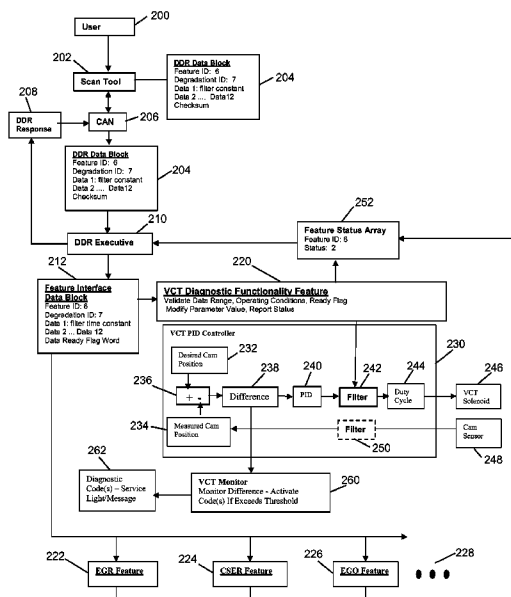 200
User
202
Scan Tool
DDR Data Block
Feature ID: 6
Degradation ID: 7
Data 1: filter constant
Data 2 .... Data12
Checksum
204
208
DDR
Response
CAN
206
DDR Data Block
Feature ID: 6
Degradation ID: 7
Data 1: filter constant
Data 2 .... Data12
Checksum
204
210
DDR Executive
252
Feature Status Array
Feature ID: 6
Status: 2
212
Feature Interface
Data Block
Feature ID: 6
Degradation ID: 7
Data 1: filter time constant
Data 2 ... Data 12
Data Ready Flag Word
220
VCT Diagnostic Functionality Feature
Validate Data Range, Operating Conditions, Ready Flag
Modify Parameter Value, Report Status
VCT PID Controller
230
Desired Cam
Position
232
236
+ -
238
Difference
240
PID
242
Filter
244
Duty
Cycle
246
VCT
Solenoid
234
Measured Cam
Position
Filter
250
Cam
Sensor
248
262
Diagnostic
Code(s) – Service
Light/Message
VCT Monitor
Monitor Difference - Activate
Code(s) If Exceeds Threshold
260
222
EGR Feature
224
CSER Feature
226
EGO Feature
228